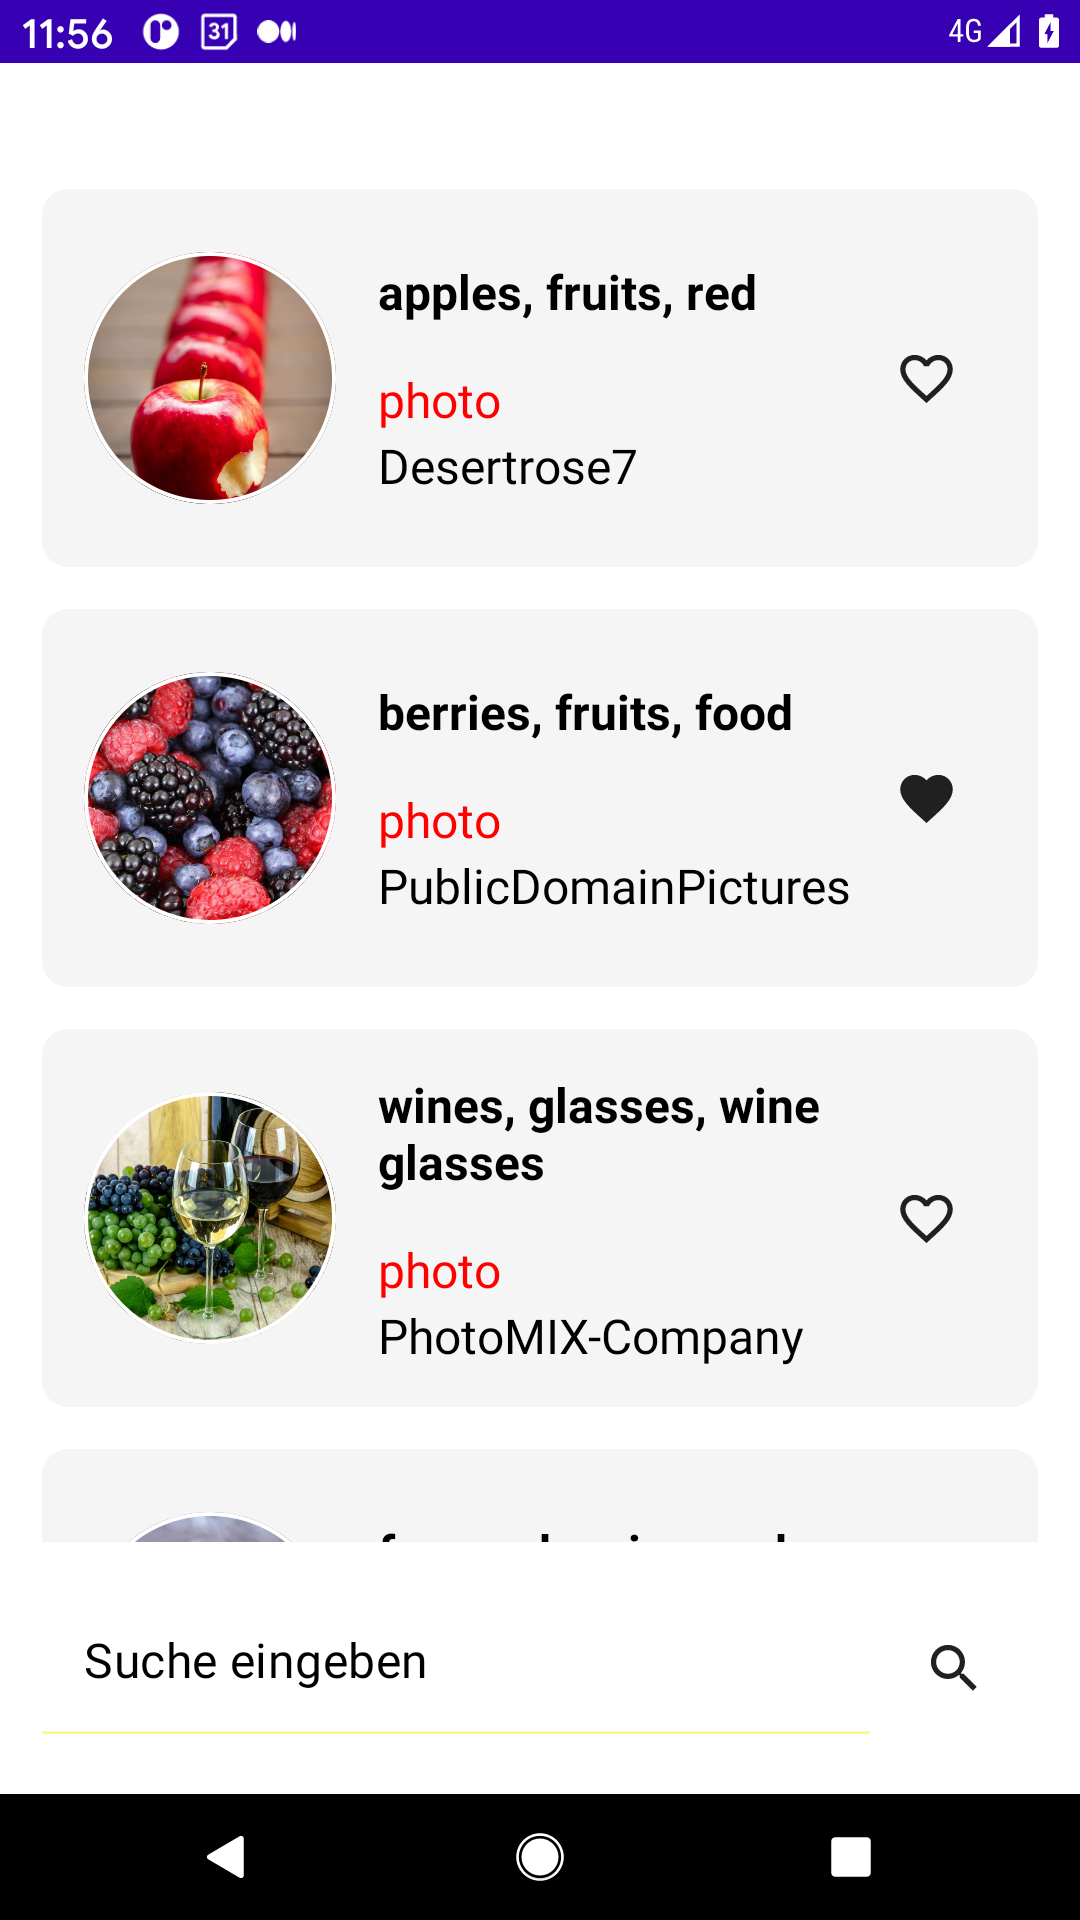 11:56
31
4G
apples, fruits, red
photo
Desertrose7
berries, fruits, food
photo
PublicDomainPictures
wines, glasses, wine
glasses
photo
PhotoMIX-Company
Suche eingeben